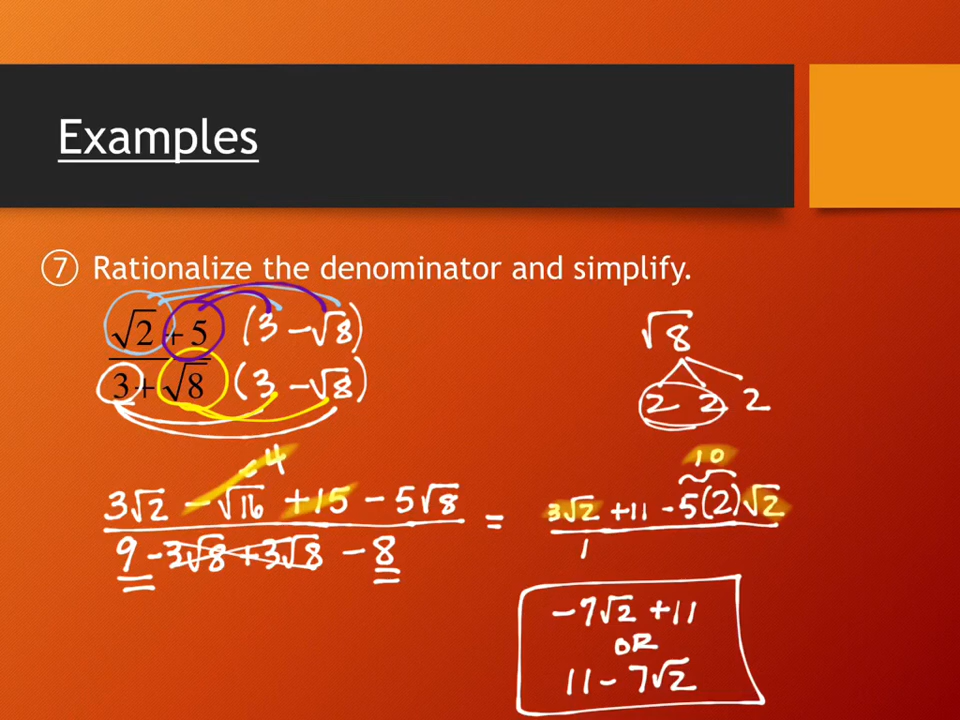 Examples
⑦ Rationalize the denominator and simplify.
√2 + 5 (3 − √8)
3 + √8 (3 − √8)
√8
2 2 2
−4
10
3√2 − √16 + 15 − 5√8 = 3√2 + 11 − 5(2)√2
9 − 3√8 + 3√8 − 8
1
−7√2 + 11
OR
11 − 7√2